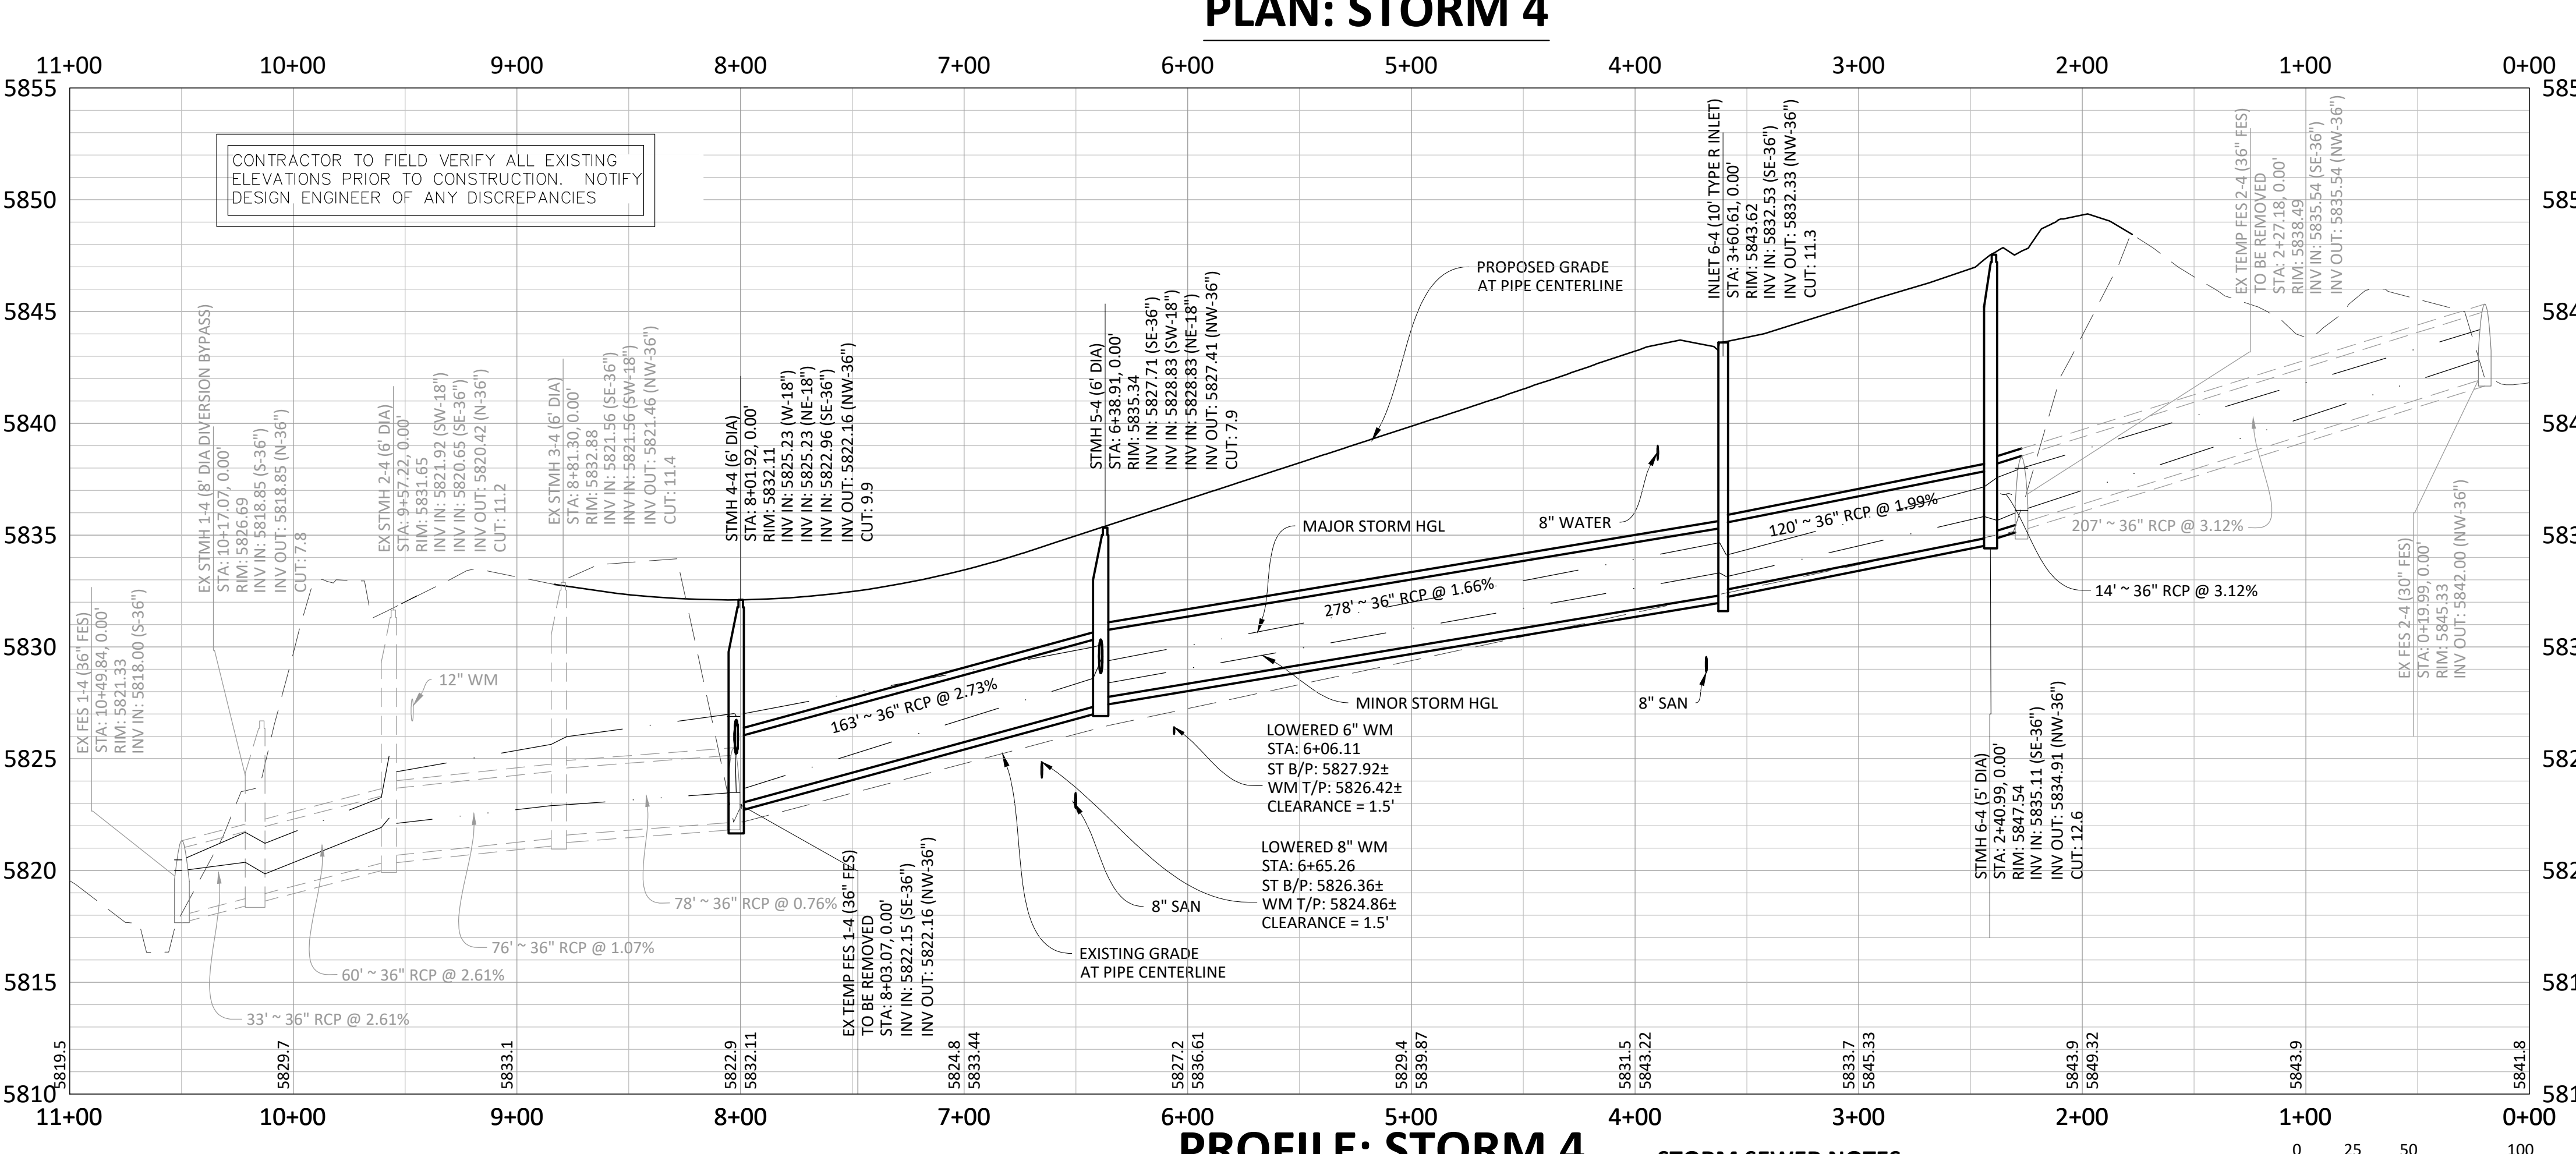 PLAN: STORM 4
11+00 10+00 9+00 8+00 7+00 6+00 5+00 4+00 3+00 2+00 1+00 0+00
5855
5850
5845
5840
5835
5830
5825
5820
5815
5810
CONTRACTOR TO FIELD VERIFY ALL EXISTING
ELEVATIONS PRIOR TO CONSTRUCTION. NOTIFY
DESIGN ENGINEER OF ANY DISCREPANCIES
EX FES 1-4 (36" FES)
STA: 10+49.84, 0.00'
RIM: 5821.33
INV IN: 5818.00 (S-36")
EX STMH 1-4 (8' DIA DIVERSION BYPASS)
STA: 10+17.07, 0.00'
RIM: 5826.69
INV IN: 5818.85 (S-36")
INV OUT: 5818.85 (N-36")
CUT: 7.8
EX STMH 2-4 (6' DIA)
STA: 9+57.22, 0.00'
RIM: 5831.65
INV IN: 5821.92 (SW-18")
INV IN: 5820.65 (SE-36")
INV OUT: 5820.42 (N-36")
CUT: 11.2
EX STMH 3-4 (6' DIA)
STA: 8+81.30, 0.00'
RIM: 5832.88
INV IN: 5821.56 (SE-36")
INV IN: 5821.56 (SW-18")
INV OUT: 5821.46 (NW-36")
CUT: 11.4
STMH 4-4 (6' DIA)
STA: 8+01.92, 0.00'
RIM: 5832.11
INV IN: 5825.23 (W-18")
INV IN: 5825.23 (NE-18")
INV IN: 5822.96 (SE-36")
INV OUT: 5822.16 (NW-36")
CUT: 9.9
STMH 5-4 (6' DIA)
STA: 6+38.91, 0.00'
RIM: 5835.34
INV IN: 5827.71 (SE-36")
INV IN: 5828.83 (SW-18")
INV IN: 5828.83 (NE-18")
INV OUT: 5827.41 (NW-36")
CUT: 7.9
PROPOSED GRADE
AT PIPE CENTERLINE
INLET 6-4 (10' TYPE R INLET)
STA: 3+60.61, 0.00'
RIM: 5843.62
INV IN: 5832.53 (SE-36")
INV OUT: 5832.33 (NW-36")
CUT: 11.3
EX TEMP FES 2-4 (36" FES)
TO BE REMOVED
STA: 2+27.18, 0.00'
RIM: 5838.49
INV IN: 5835.54 (SE-36")
INV OUT: 5835.54 (NW-36")
EX FES 2-4 (30" FES)
STA: 0+19.99, 0.00'
RIM: 5845.33
INV OUT: 5842.00 (NW-36")
STMH 6-4 (5' DIA)
STA: 2+40.99, 0.00'
RIM: 5847.54
INV IN: 5835.11 (SE-36")
INV OUT: 5834.91 (NW-36")
CUT: 12.6
EX TEMP FES 1-4 (36" FES)
TO BE REMOVED
STA: 8+03.07, 0.00'
INV IN: 5822.15 (SE-36")
INV OUT: 5822.16 (NW-36")
12" WM
MAJOR STORM HGL
MINOR STORM HGL
8" WATER
8" SAN
8" SAN
163' ~ 36" RCP @ 2.73%
278' ~ 36" RCP @ 1.66%
120' ~ 36" RCP @ 1.99%
14' ~ 36" RCP @ 3.12%
207' ~ 36" RCP @ 3.12%
78' ~ 36" RCP @ 0.76%
76' ~ 36" RCP @ 1.07%
60' ~ 36" RCP @ 2.61%
33' ~ 36" RCP @ 2.61%
LOWERED 6" WM
STA: 6+06.11
ST B/P: 5827.92±
WM T/P: 5826.42±
CLEARANCE = 1.5'
LOWERED 8" WM
STA: 6+65.26
ST B/P: 5826.36±
WM T/P: 5824.86±
CLEARANCE = 1.5'
EXISTING GRADE
AT PIPE CENTERLINE
5819.5
5829.7
5833.1
5822.9
5832.11
5824.8
5833.44
5827.2
5836.61
5829.4
5839.87
5831.5
5843.22
5833.7
5845.33
5843.9
5849.32
5843.9
5841.8
11+00 10+00 9+00 8+00 7+00 6+00 5+00 4+00 3+00 2+00 1+00 0+00
PROFILE: STORM 4
STORM SEWER NOTES
0 25 50 100